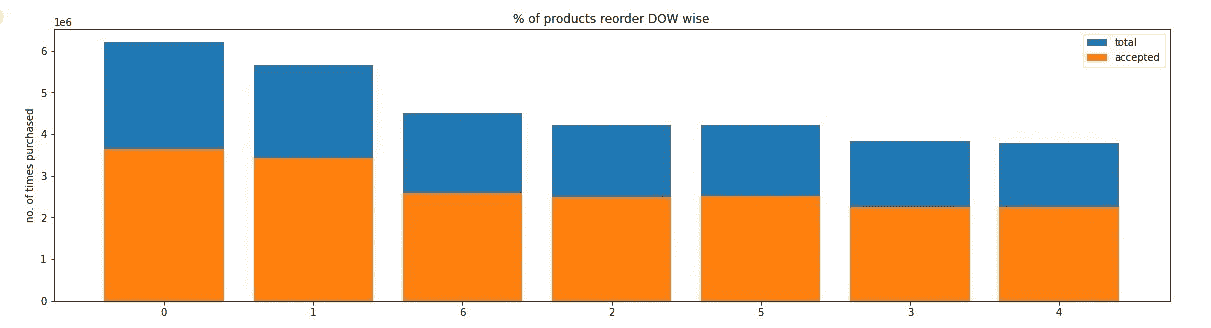 % of products reorder DOW wise
1e6
6
5
4
3
2
1
0
no. of times purchased
total
accepted
0 1 6 2 5 3 4